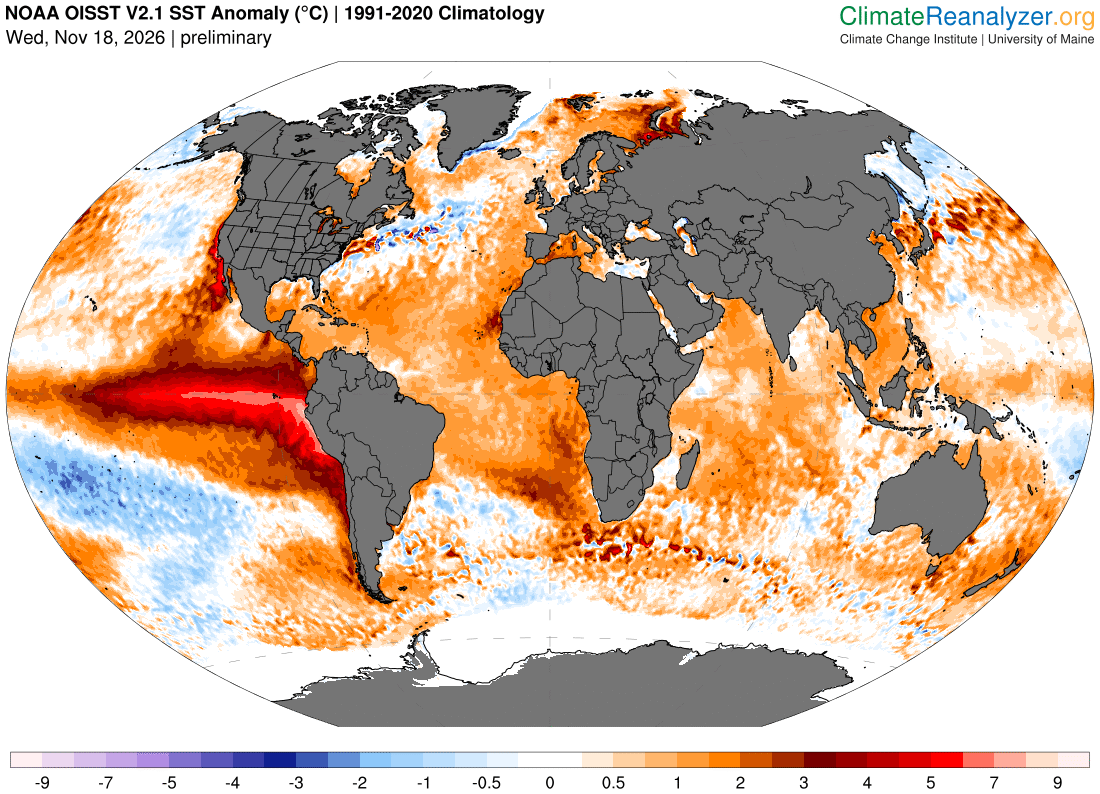 NOAA OISST V2.1 SST Anomaly (°C) | 1991-2020 Climatology
Wed, Nov 18, 2026 | preliminary
ClimateReanalyzer.org
Climate Change Institute | University of Maine
-9 -7 -5 -4 -3 -2 -1 -0.5 0 0.5 1 2 3 4 5 7 9